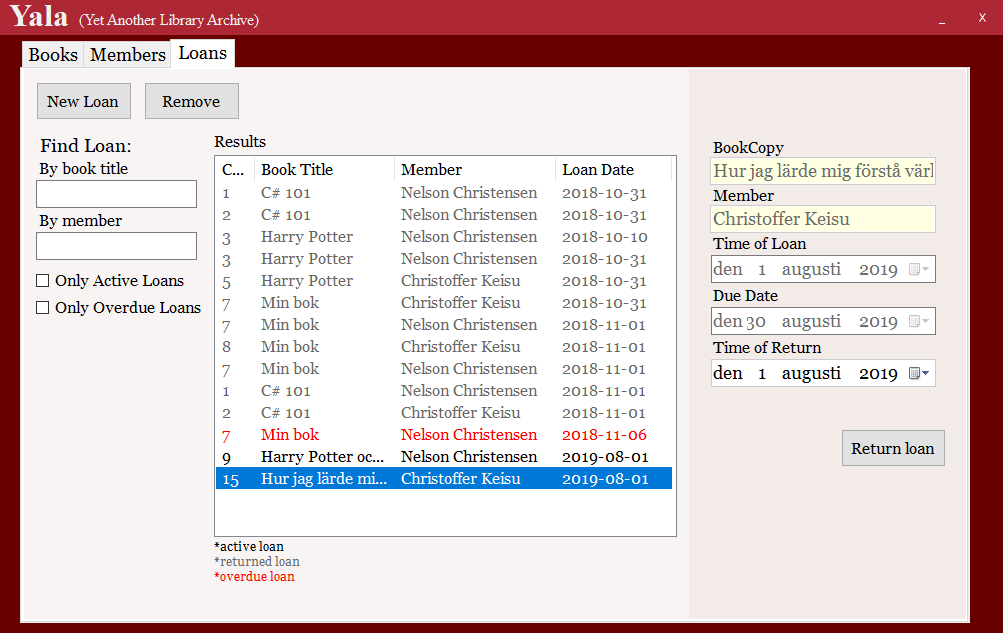 Yala (Yet Another Library Archive) _ X
Books Members Loans
New Loan Remove
Find Loan:
By book title
By member
Only Active Loans
Only Overdue Loans
Results
C... Book Title Member Loan Date
1 C# 101 Nelson Christensen 2018-10-31
2 C# 101 Nelson Christensen 2018-10-31
3 Harry Potter Nelson Christensen 2018-10-10
3 Harry Potter Nelson Christensen 2018-10-31
5 Harry Potter Christoffer Keisu 2018-10-31
7 Min bok Christoffer Keisu 2018-10-31
7 Min bok Nelson Christensen 2018-11-01
8 Min bok Christoffer Keisu 2018-11-01
7 Min bok Nelson Christensen 2018-11-01
1 C# 101 Nelson Christensen 2018-11-01
2 C# 101 Christoffer Keisu 2018-11-01
7 Min bok Nelson Christensen 2018-11-06
9 Harry Potter oc... Nelson Christensen 2019-08-01
15 Hur jag lärde mi... Christoffer Keisu 2019-08-01
*active loan
*returned loan
*overdue loan
BookCopy
Hur jag lärde mig förstå värl
Member
Christoffer Keisu
Time of Loan
den 1 augusti 2019
Due Date
den 30 augusti 2019
Time of Return
den 1 augusti 2019
Return loan